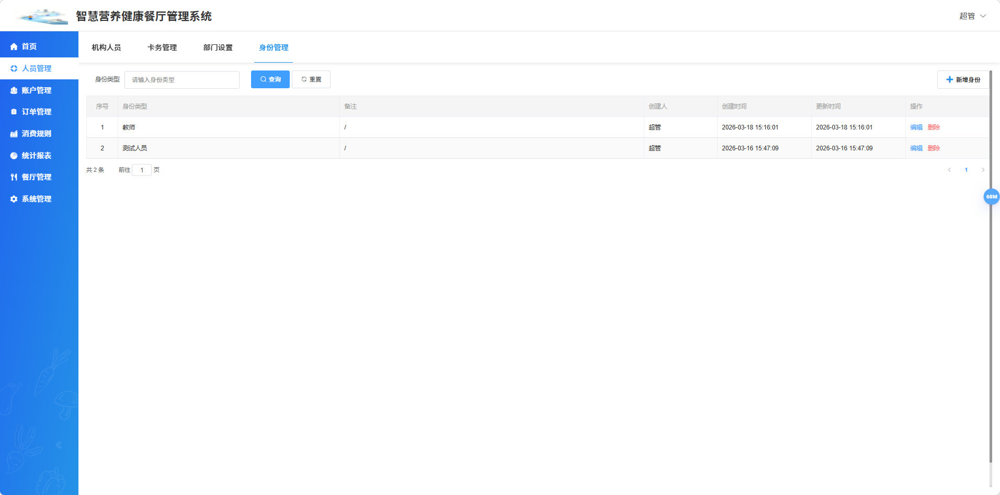 智慧营养健康餐厅管理系统
超管
首页
人员管理
账户管理
订单管理
消费规则
统计报表
餐厅管理
系统管理
机构人员 卡务管理 部门设置 身份管理
身份类型 请输入身份类型 查询 重置 新增身份
序号 身份类型 备注 创建人 创建时间 更新时间 操作
1 教师 / 超管 2026-03-18 15:16:01 2026-03-18 15:16:01 编辑 删除
2 测试人员 / 超管 2026-03-16 15:47:09 2026-03-16 15:47:09 编辑 删除
共 2 条 前往 1 页 1
68M